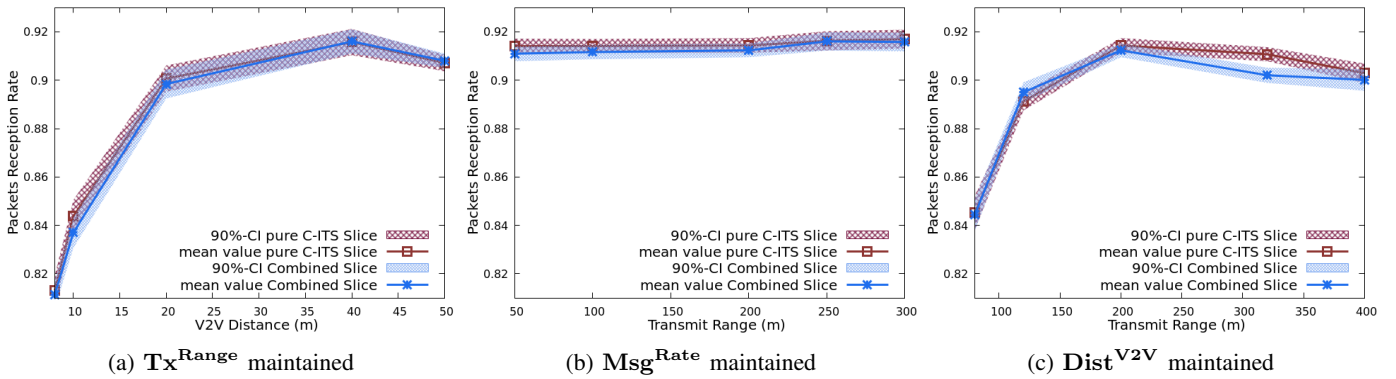 Packets Reception Rate
0.92
0.9
0.88
0.86
0.84
0.82
90%-CI pure C-ITS Slice
mean value pure C-ITS Slice
90%-CI Combined Slice
mean value Combined Slice
10 15 20 25 30 35 40 45 50
V2V Distance (m)
(a) Tx^Range maintained
Packets Reception Rate
0.92
0.9
0.88
0.86
0.84
0.82
90%-CI pure C-ITS Slice
mean value pure C-ITS Slice
90%-CI Combined Slice
mean value Combined Slice
50 100 150 200 250 300
Transmit Range (m)
(b) Msg^Rate maintained
Packets Reception Rate
0.92
0.9
0.88
0.86
0.84
0.82
90%-CI pure C-ITS Slice
mean value pure C-ITS Slice
90%-CI Combined Slice
mean value Combined Slice
100 150 200 250 300 350 400
Transmit Range (m)
(c) Dist^V2V maintained